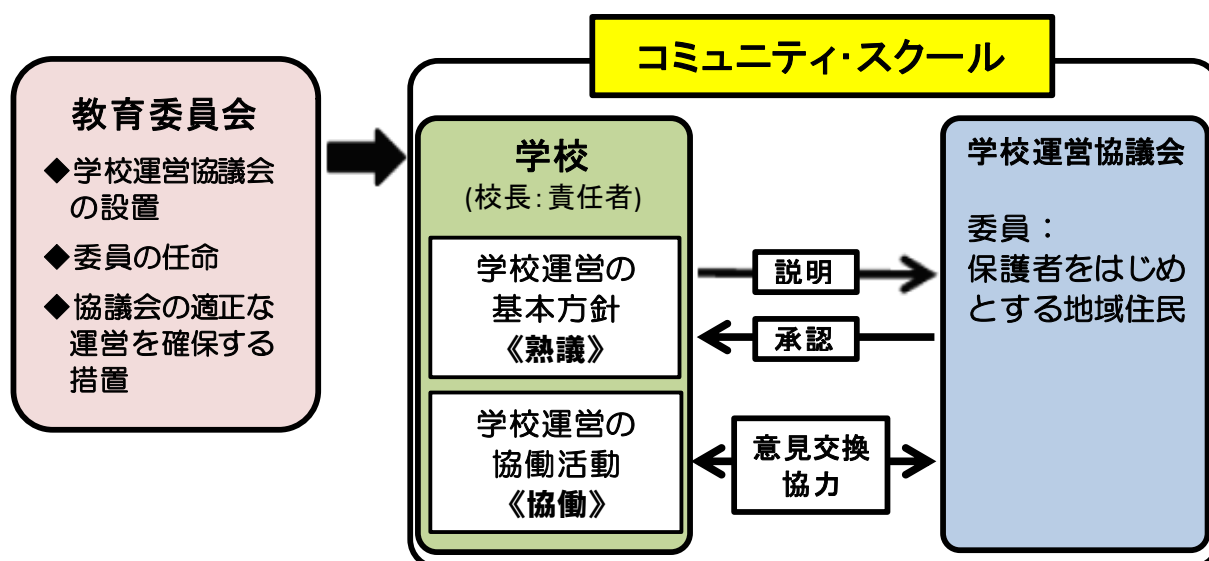 コミュニティ・スクール
教育委員会
◆学校運営協議会
の設置
◆委員の任命
◆協議会の適正な
運営を確保する
措置
学校
(校長：責任者)
学校運営の
基本方針
《熟議》
学校運営の
協働活動
《協働》
説明
承認
意見交換
協力
学校運営協議会
委員：
保護者をはじめ
とする地域住民